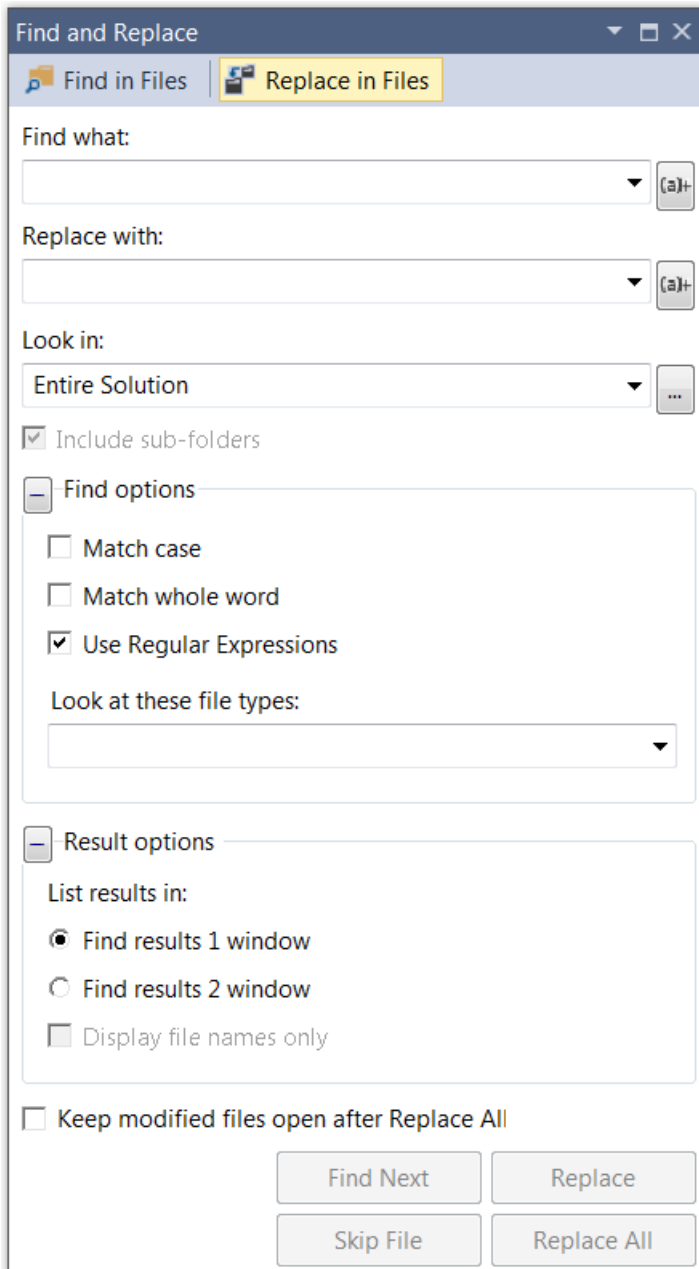 Find and Replace
Find in Files
Replace in Files
Find what:
(a)+
Replace with:
(a)+
Look in:
Entire Solution
...
Include sub-folders
Find options
Match case
Match whole word
Use Regular Expressions
Look at these file types:
Result options
List results in:
Find results 1 window
Find results 2 window
Display file names only
Keep modified files open after Replace All
Find Next
Replace
Skip File
Replace All